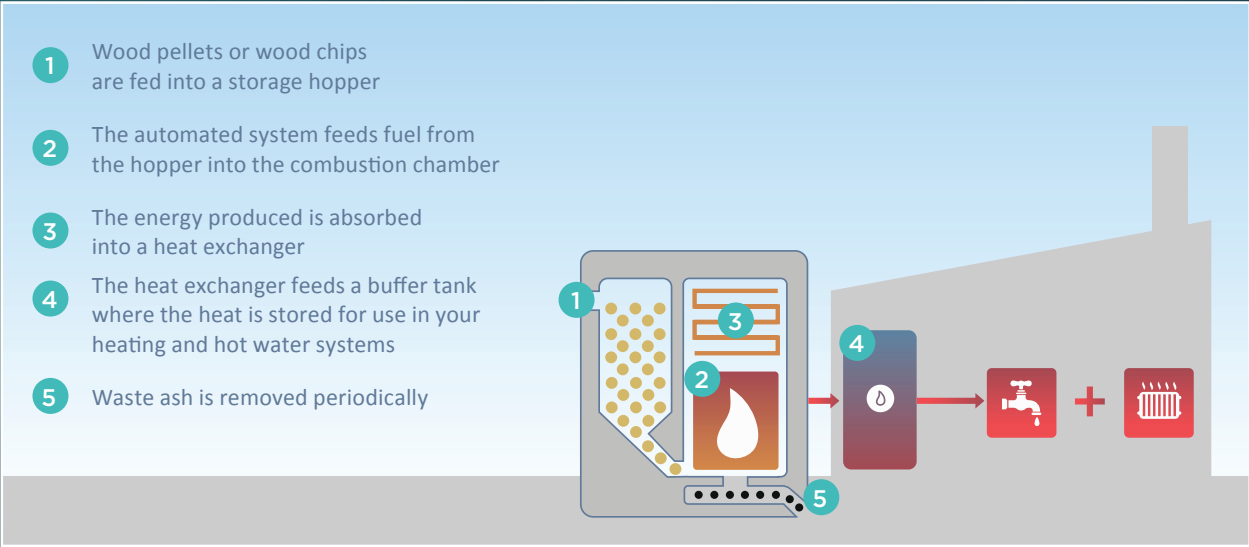 1
Wood pellets or wood chips
are fed into a storage hopper
2
The automated system feeds fuel from
the hopper into the combustion chamber
3
The energy produced is absorbed
into a heat exchanger
4
The heat exchanger feeds a buffer tank
where the heat is stored for use in your
heating and hot water systems
5
Waste ash is removed periodically
1
3
2
4
5